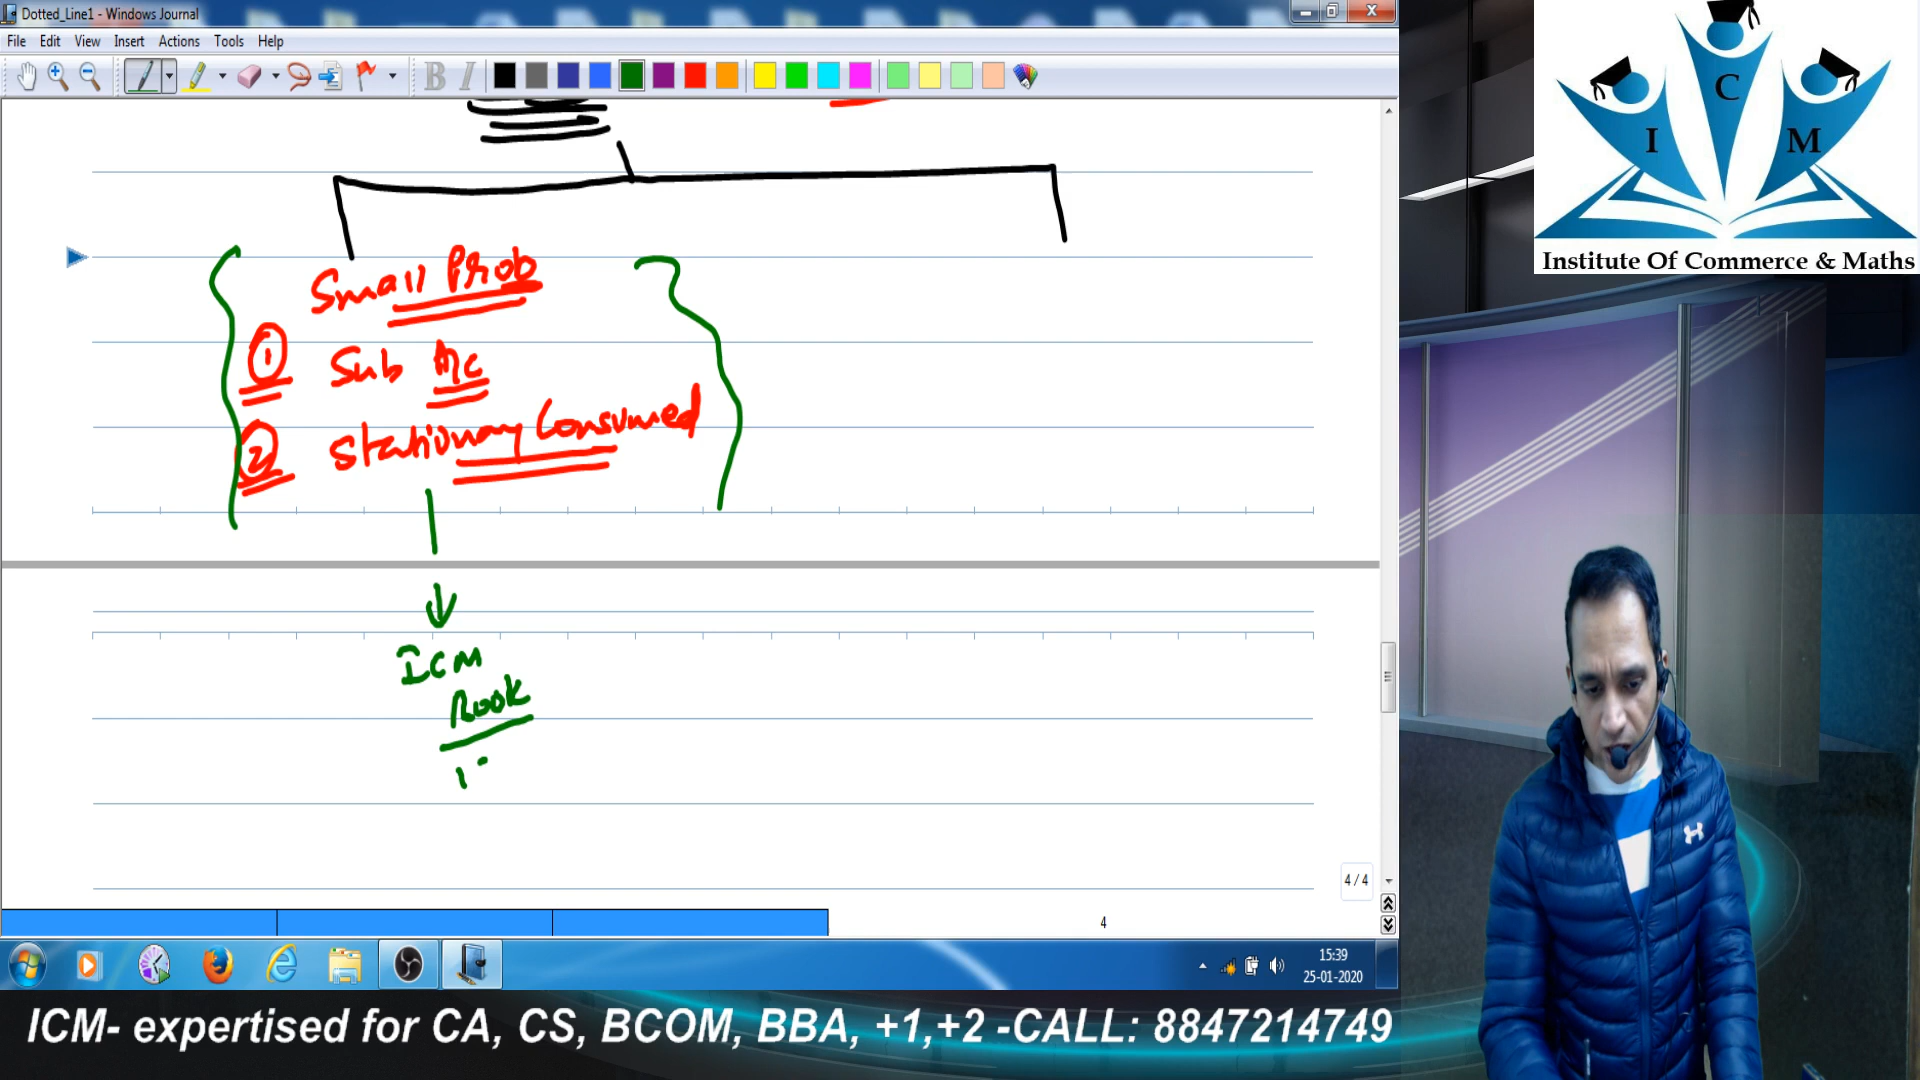 Dotted_Line1 - Windows Journal
File Edit View Insert Actions Tools Help
B I
I C M
Institute Of Commerce & Maths
Small Prob
1 Sub A/c
2 Stationary Consumed
ICM
Book
4 / 4
4
15:39
25-01-2020
ICM- expertised for CA, CS, BCOM, BBA, +1,+2 -CALL: 8847214749